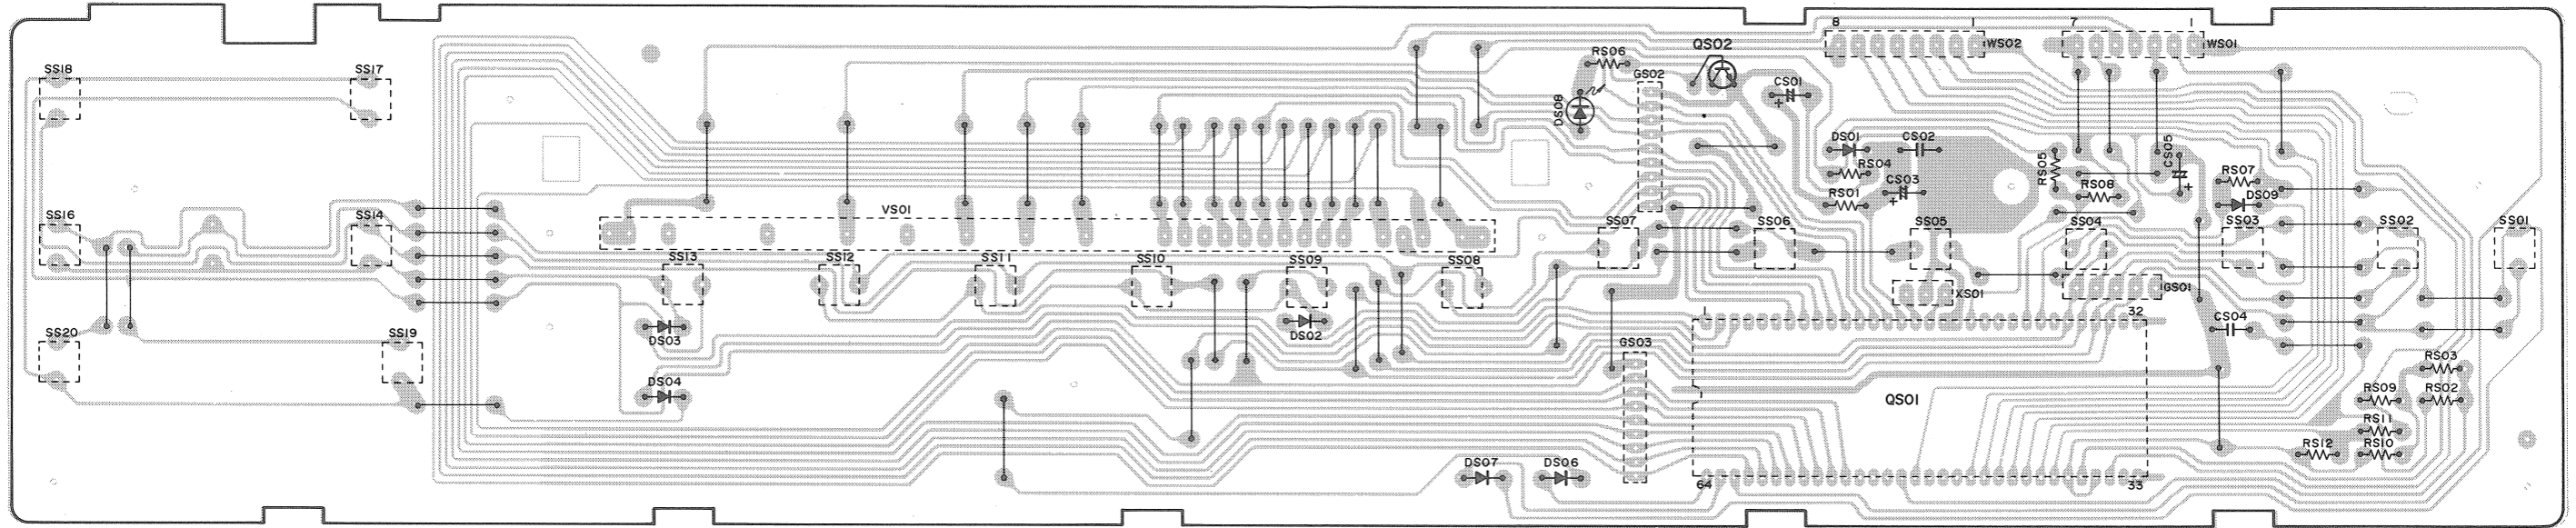 8 I 7 I
QS02 WS02 WS01
RS06
SS18 SS17 GS02
CS01
+
DS08
DS01 CS02 CS05
RS04 RS05 RS07
CS03 RS08 +
RS01 + DS09
SS16 SS14 VS01 SS07 SS06 SS05 SS04 SS03 SS02 SS01
SS13 SS12 SS11 SS10 SS09 SS08
XS01 GS01
I 32
SS20 SS19 DS03 DS02 CS04
GS03
RS03
DS04 QS01 RS09 RS02
RS11
RS12 RS10
DS07 DS06
64 33